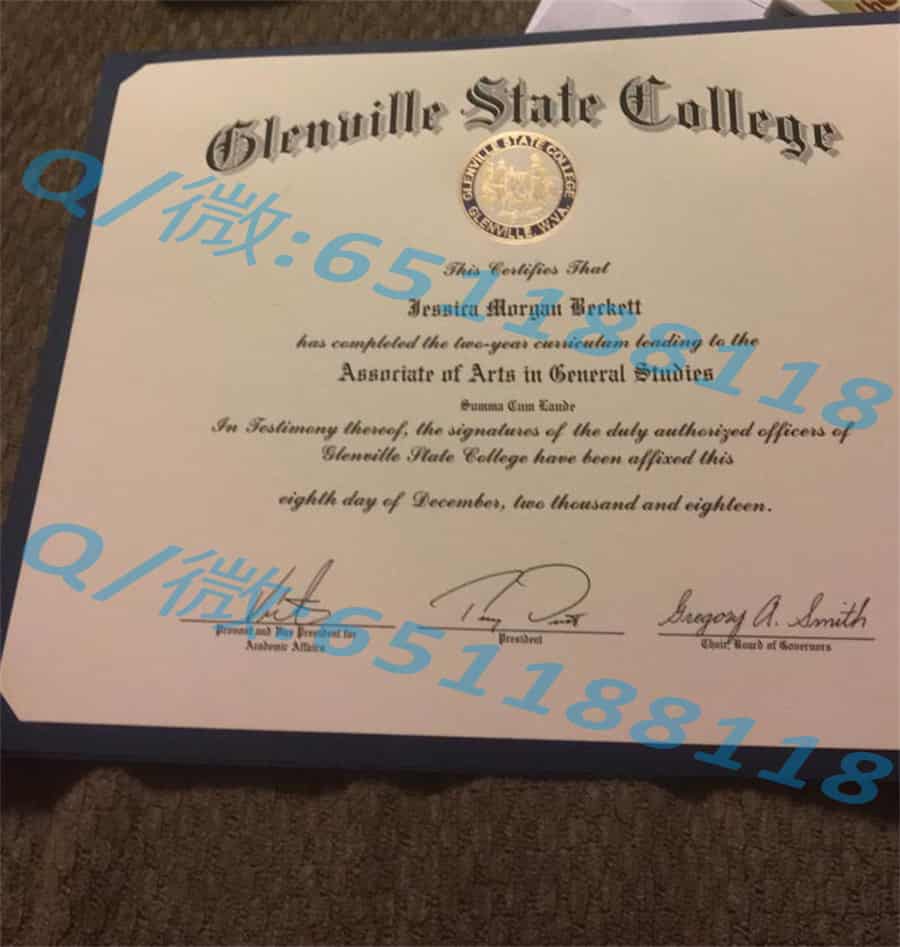 Glenville State College
GLENVILLE STATE COLLEGE
GLENVILLE, W.VA.
Q/微:651188118
This Certifies That
Jessica Morgan Beckett
has completed the two-year curriculum leading to the
Associate of Arts in General Studies
Summa Cum Laude
In Testimony thereof, the signatures of the duly authorized officers of
Glenville State College have been affixed this
eighth day of December, two thousand and eighteen.
Q/微:651188118
Gregory A. Smith
Provost and Vice President for
Academic Affairs
President
Chair, Board of Governors